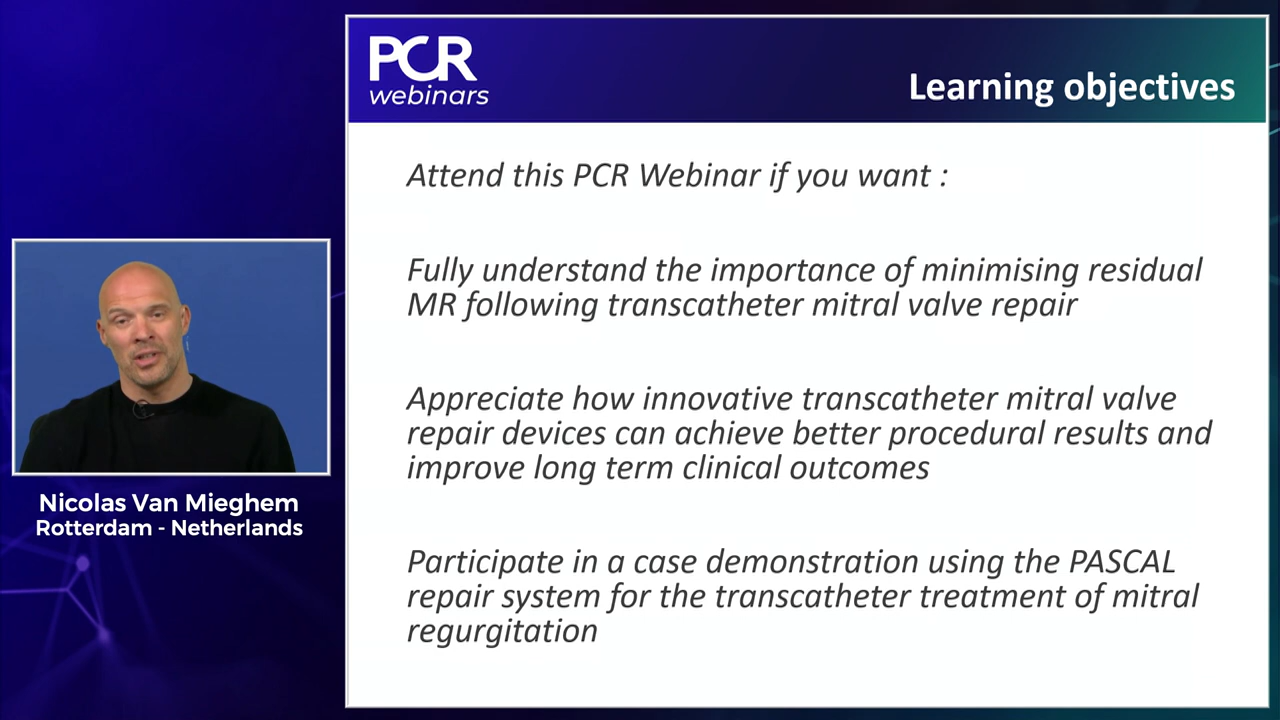 PCR
webinars
Learning objectives
Attend this PCR Webinar if you want :
Fully understand the importance of minimising residual
MR following transcatheter mitral valve repair
Appreciate how innovative transcatheter mitral valve
repair devices can achieve better procedural results and
improve long term clinical outcomes
Participate in a case demonstration using the PASCAL
repair system for the transcatheter treatment of mitral
regurgitation
Nicolas Van Mieghem
Rotterdam - Netherlands